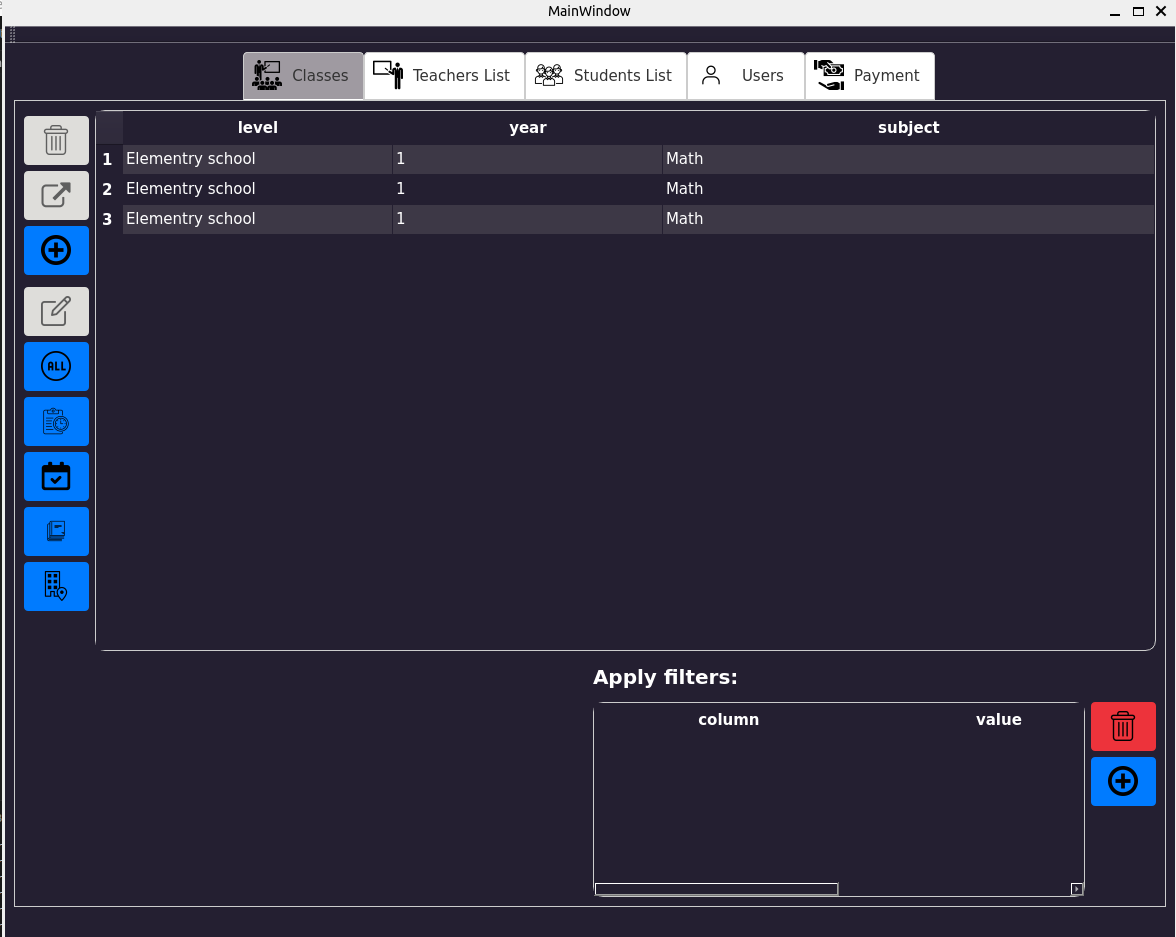 MainWindow
Classes Teachers List Students List Users Payment
level year subject
1 Elementry school 1 Math
2 Elementry school 1 Math
3 Elementry school 1 Math
ALL
Apply filters:
column value